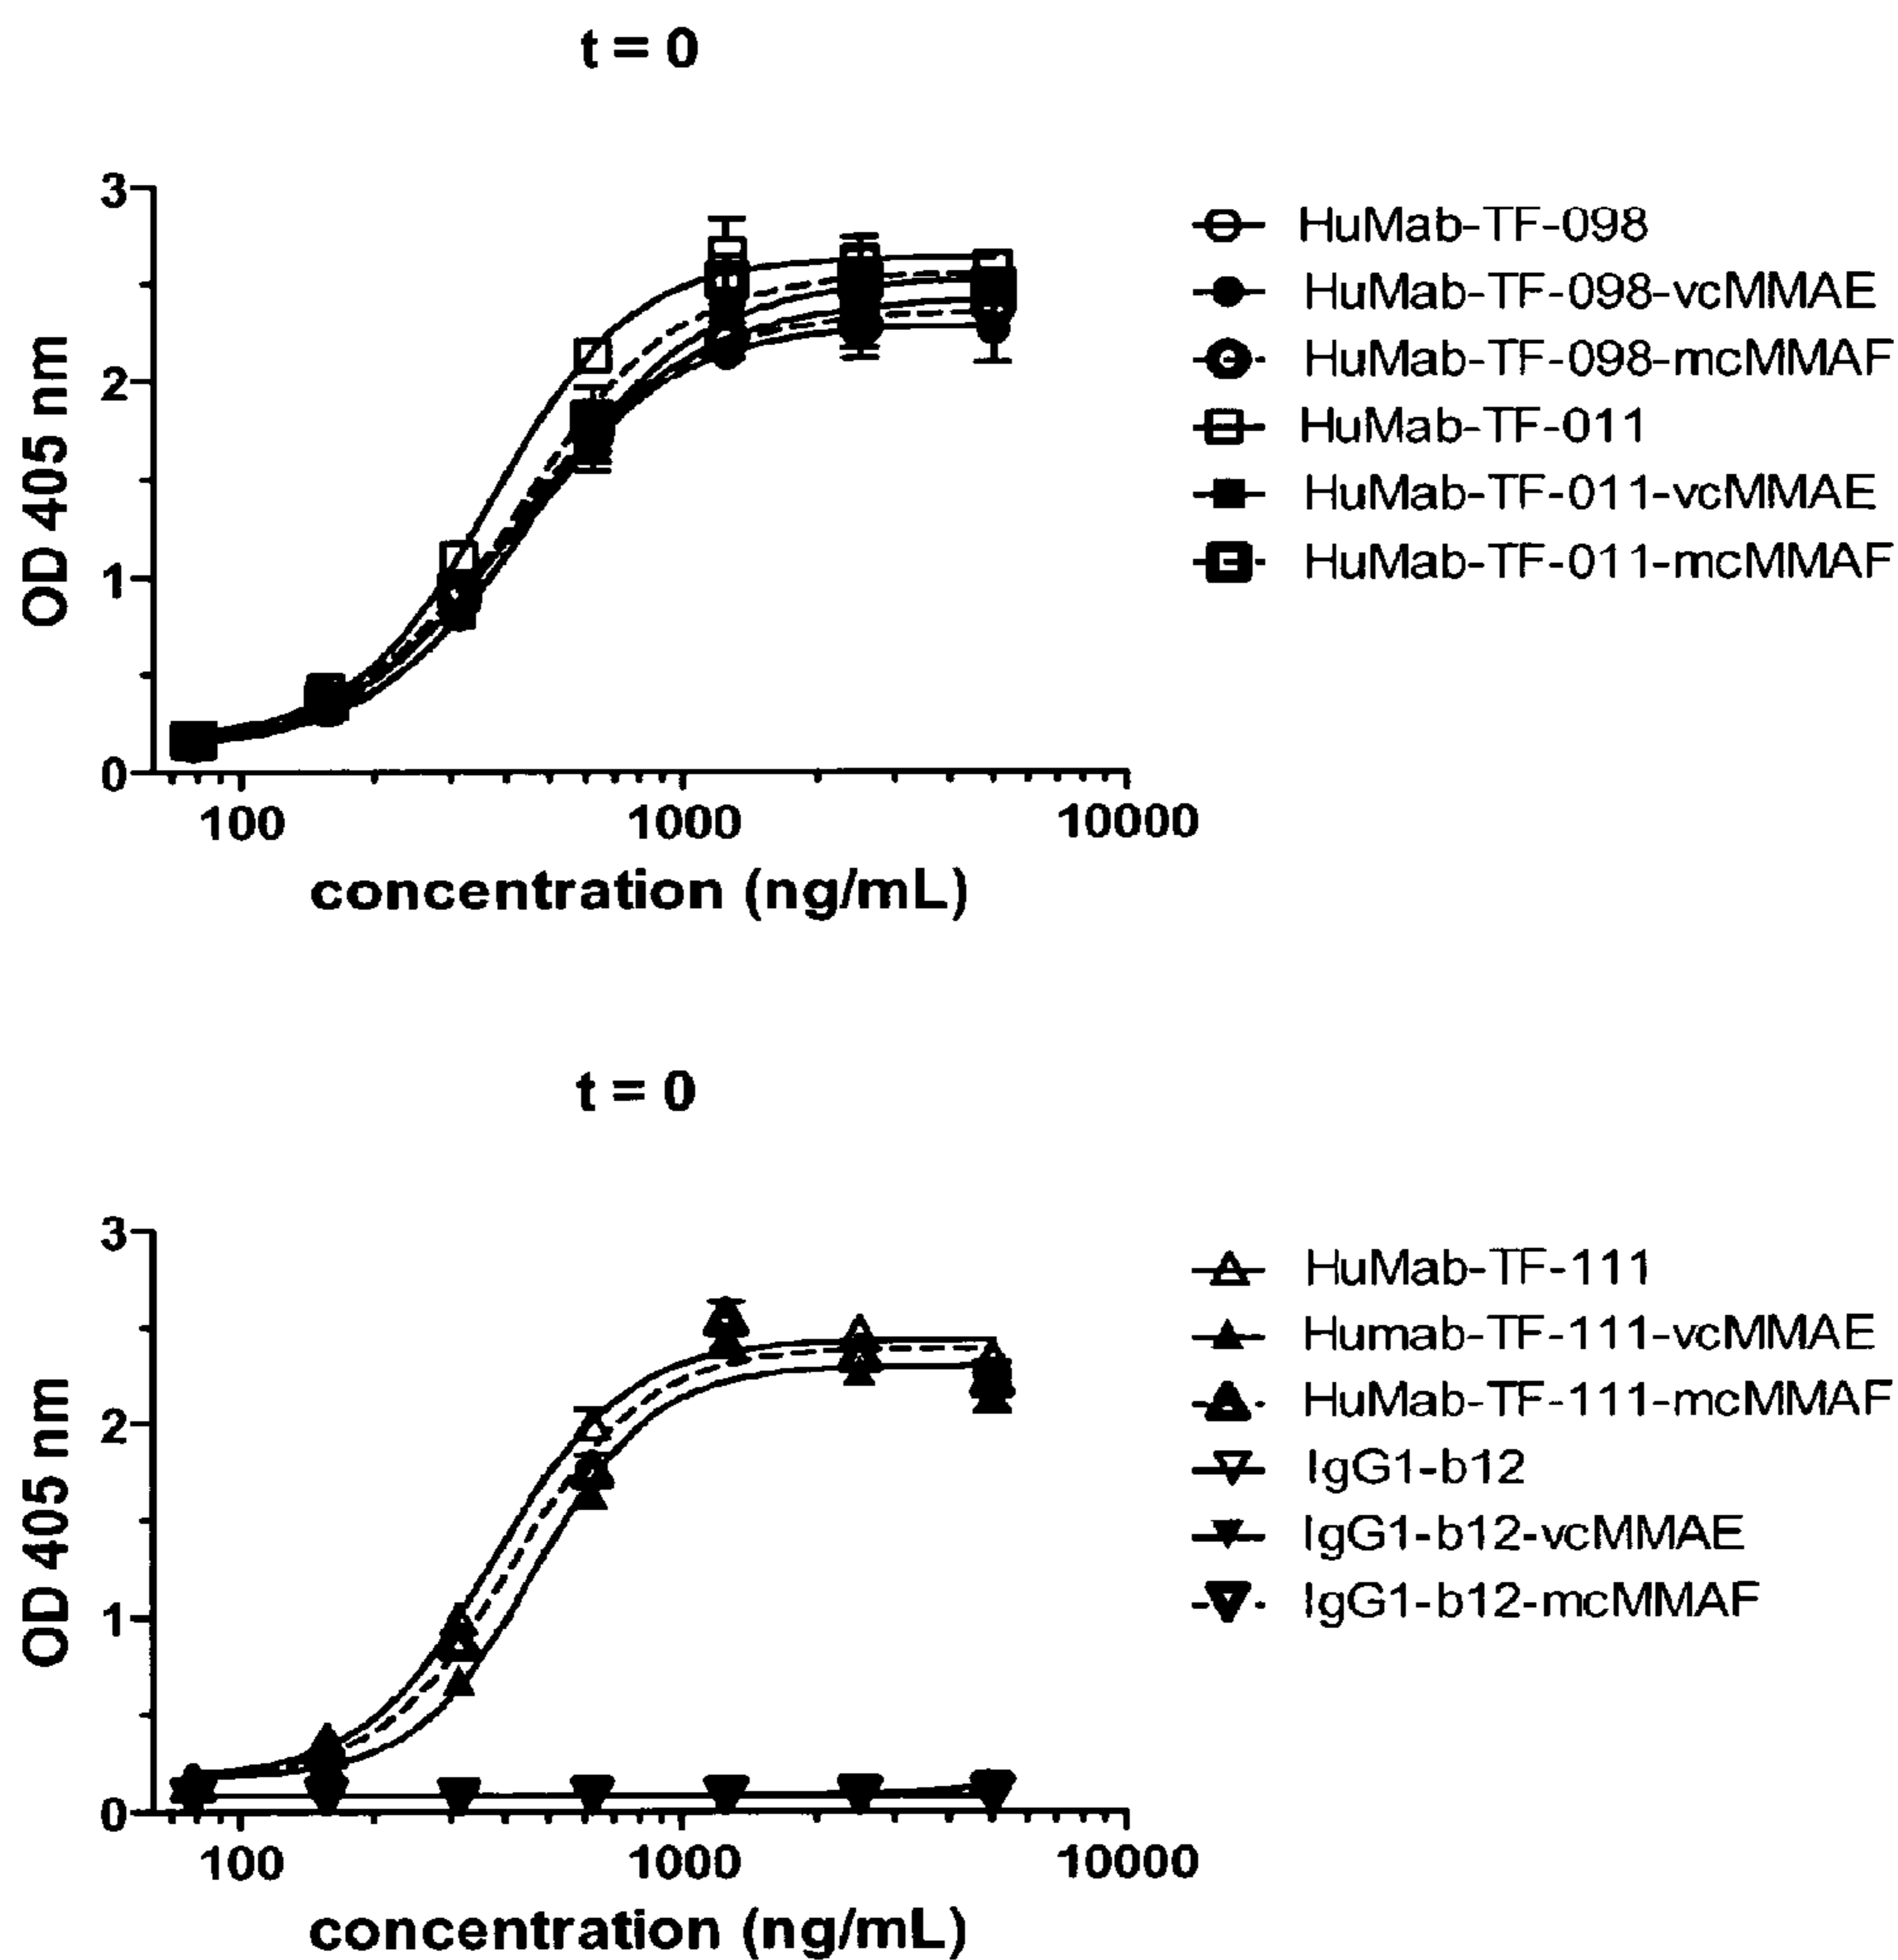 t = 0
3
2
1
0
OD 405 nm
100 1000 10000
concentration (ng/mL)
HuMab-TF-098
HuMab-TF-098-vcMMAE
HuMab-TF-098-mcMMAF
HuMab-TF-011
HuMab-TF-011-vcMMAE
HuMab-TF-011-mcMMAF
t = 0
3
2
1
0
OD 405 nm
100 1000 10000
concentration (ng/mL)
HuMab-TF-111
Humab-TF-111-vcMMAE
HuMab-TF-111-mcMMAF
IgG1-b12
IgG1-b12-vcMMAE
IgG1-b12-mcMMAF